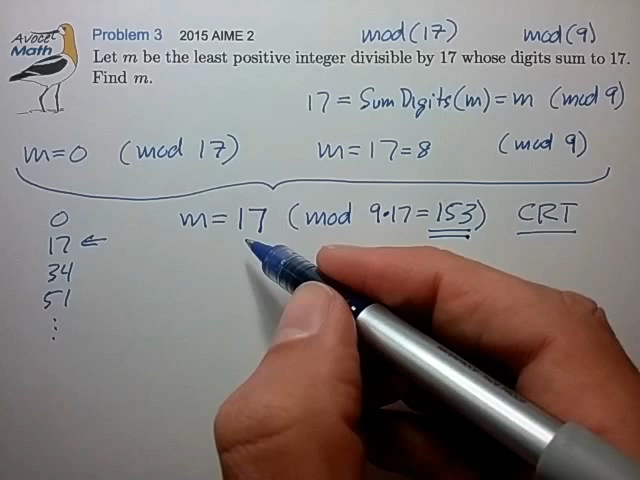 Avocet Math
Problem 3 2015 AIME 2
mod(17) mod(9)
Let m be the least positive integer divisible by 17 whose digits sum to 17.
Find m.
17 = SumDigits(m) = m (mod 9)
m=0 (mod 17) m=17=8 (mod 9)
m=17 (mod 9•17=153) CRT
0
17 ←
34
51
⋮